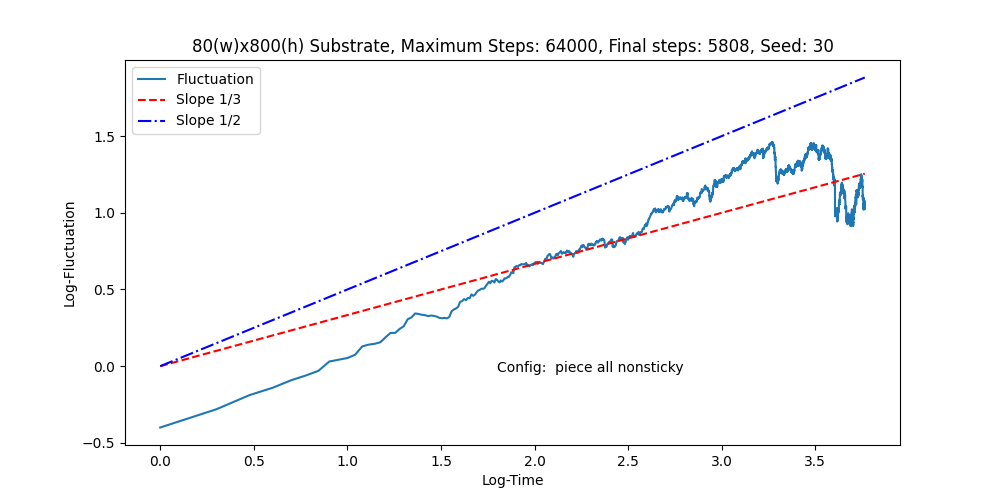 80(w)x800(h) Substrate, Maximum Steps: 64000, Final steps: 5808, Seed: 30
Fluctuation
Slope 1/3
Slope 1/2
1.5
1.0
0.5
0.0
−0.5
Log-Fluctuation
Config:  piece all nonsticky
0.0 0.5 1.0 1.5 2.0 2.5 3.0 3.5
Log-Time